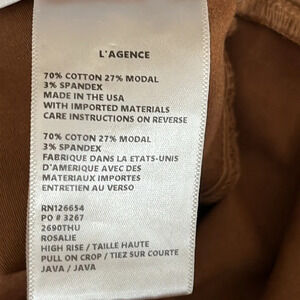 L'AGENCE
70% COTTON 27% MODAL
3% SPANDEX
MADE IN THE USA
WITH IMPORTED MATERIALS
CARE INSTRUCTIONS ON REVERSE
70% COTON 27% MODAL
3% SPANDEX
FABRIQUE DANS LA ETATS-UNIS
D'AMERIQUE AVEC DES
MATERIAUX IMPORTES
ENTRETIEN AU VERSO
RN126654
PO # 3267
2690THU
ROSALIE
HIGH RISE / TAILLE HAUTE
PULL ON CROP / TIEZ SUR COURTE
JAVA / JAVA